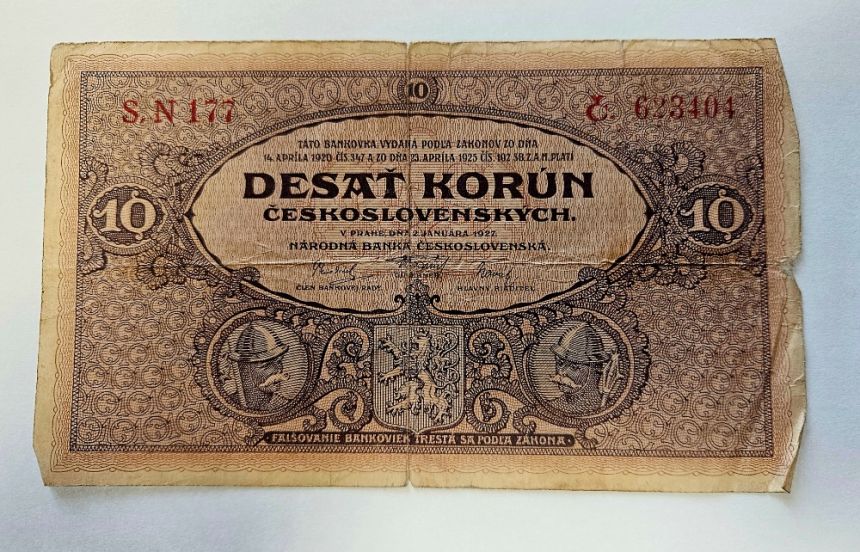 10
S. N 177
Č. 623404
TÁTO BANKOVKA VYDANÁ PODĽA ZÁKONOV ZO DŇA
14. APRÍLA 1920 ČÍS. 347 A ZO DŇA 23. APRÍLA 1925 ČÍS. 102 SB. Z. A N. PLATÍ
DESAŤ KORÚN
ČESKOSLOVENSKÝCH.
10
10
V PRAHE, DŇA 2. JANUÁRA 1927.
NÁRODNÁ BANKA ČESKOSLOVENSKÁ.
ČLEN BANKOVEJ RADY
HLAVNÝ RIADITEĽ
FALŠOVANIE BANKOVIEK TRESTÁ SA PODĽA ZÁKONA